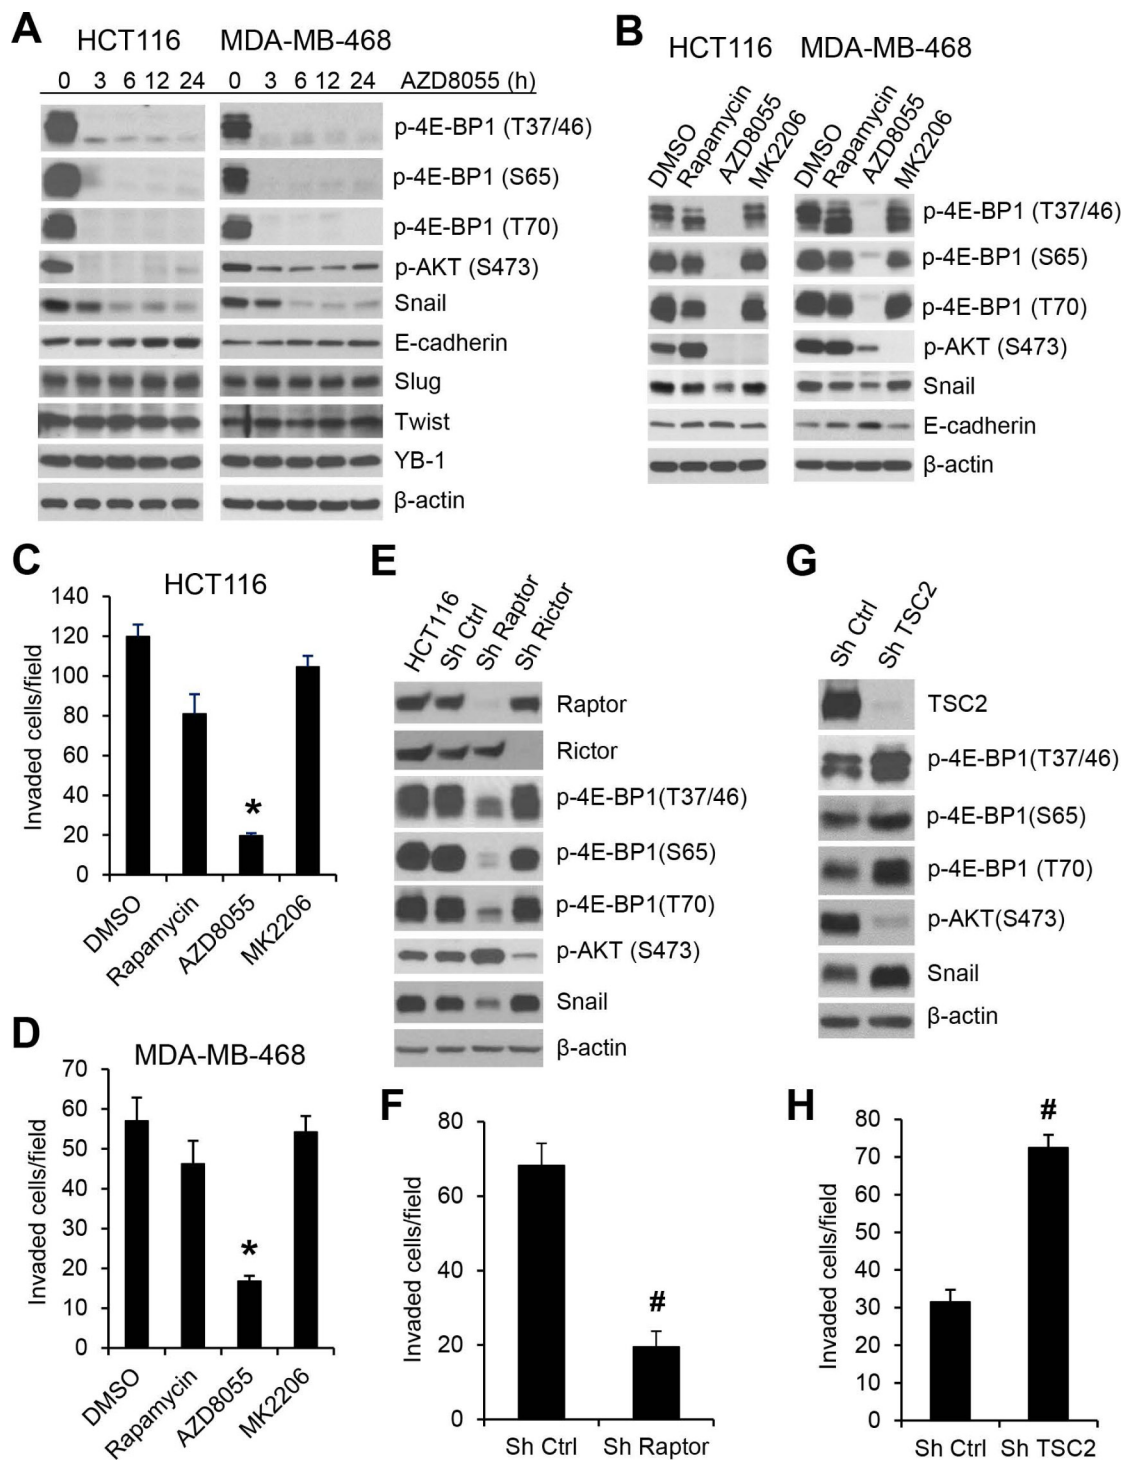 A
HCT116 MDA-MB-468
0 3 6 12 24 0 3 6 12 24 AZD8055 (h)
p-4E-BP1 (T37/46)
p-4E-BP1 (S65)
p-4E-BP1 (T70)
p-AKT (S473)
Snail
E-cadherin
Slug
Twist
YB-1
β-actin
B
HCT116 MDA-MB-468
DMSO Rapamycin AZD8055 MK2206 DMSO Rapamycin AZD8055 MK2206
p-4E-BP1 (T37/46)
p-4E-BP1 (S65)
p-4E-BP1 (T70)
p-AKT (S473)
Snail
E-cadherin
β-actin
C
HCT116
Invaded cells/field
140
120
100
80
60
40
20
0
*
DMSO Rapamycin AZD8055 MK2206
D
MDA-MB-468
Invaded cells/field
70
60
50
40
30
20
10
0
*
DMSO Rapamycin AZD8055 MK2206
E
HCT116 Sh Ctrl Sh Raptor Sh Rictor
Raptor
Rictor
p-4E-BP1(T37/46)
p-4E-BP1(S65)
p-4E-BP1(T70)
p-AKT (S473)
Snail
β-actin
F
Invaded cells/field
80
60
40
20
0
#
Sh Ctrl Sh Raptor
G
Sh Ctrl Sh TSC2
TSC2
p-4E-BP1(T37/46)
p-4E-BP1(S65)
p-4E-BP1 (T70)
p-AKT(S473)
Snail
β-actin
H
Invaded cells/field
80
70
60
50
40
30
20
10
0
#
Sh Ctrl Sh TSC2